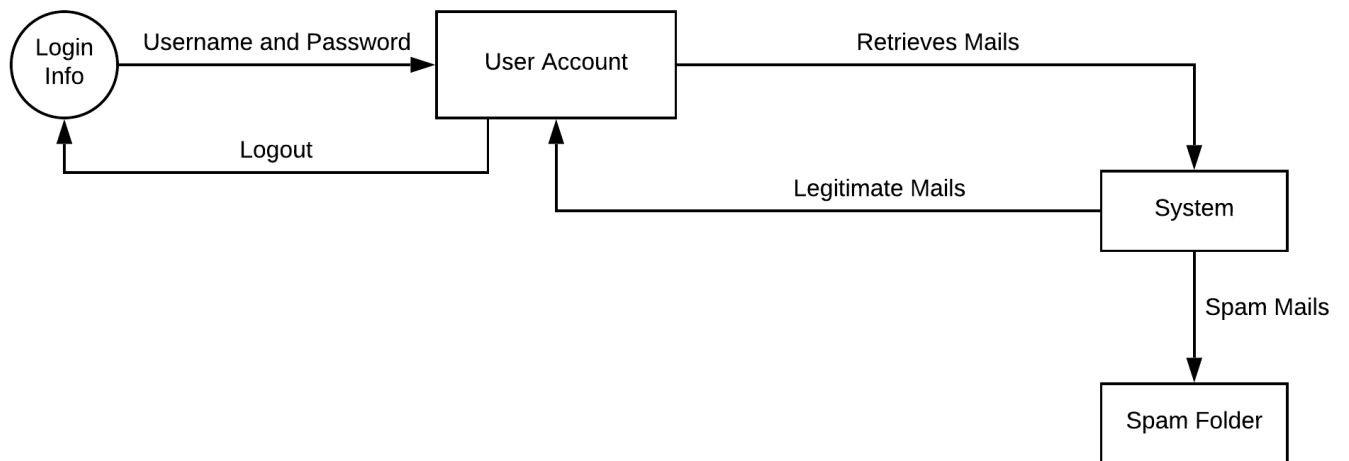 Login
Info
Username and Password
User Account
Retrieves Mails
Logout
Legitimate Mails
System
Spam Mails
Spam Folder